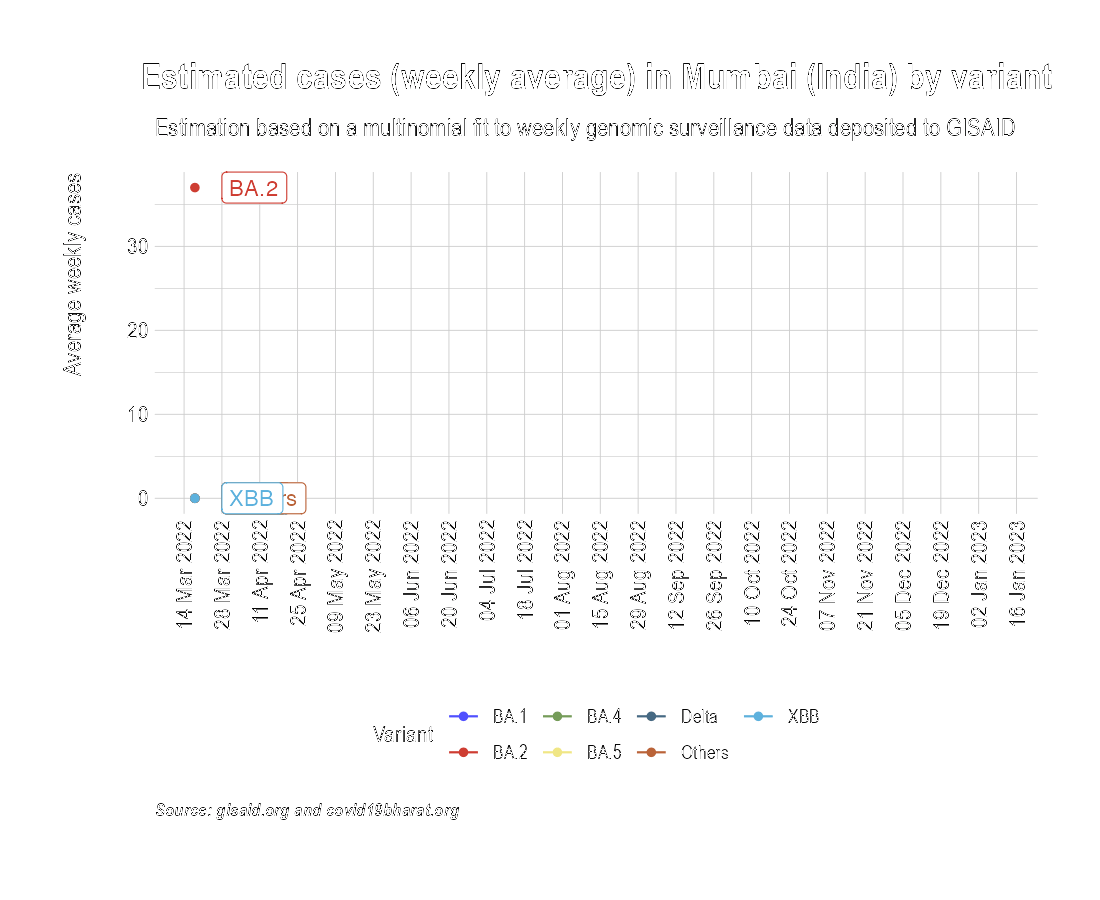 Estimated cases (weekly average) in Mumbai (India) by variant
Estimation based on a multinomial fit to weekly genomic surveillance data deposited to GISAID
Average weekly cases
BA.2
30
20
10
0
XBB
rs
14 Mar 2022
28 Mar 2022
11 Apr 2022
25 Apr 2022
09 May 2022
23 May 2022
06 Jun 2022
20 Jun 2022
04 Jul 2022
18 Jul 2022
01 Aug 2022
15 Aug 2022
29 Aug 2022
12 Sep 2022
26 Sep 2022
10 Oct 2022
24 Oct 2022
07 Nov 2022
21 Nov 2022
05 Dec 2022
19 Dec 2022
02 Jan 2023
16 Jan 2023
Variant
BA.1
BA.4
Delta
XBB
BA.2
BA.5
Others
Source: gisaid.org and covid19bharat.org